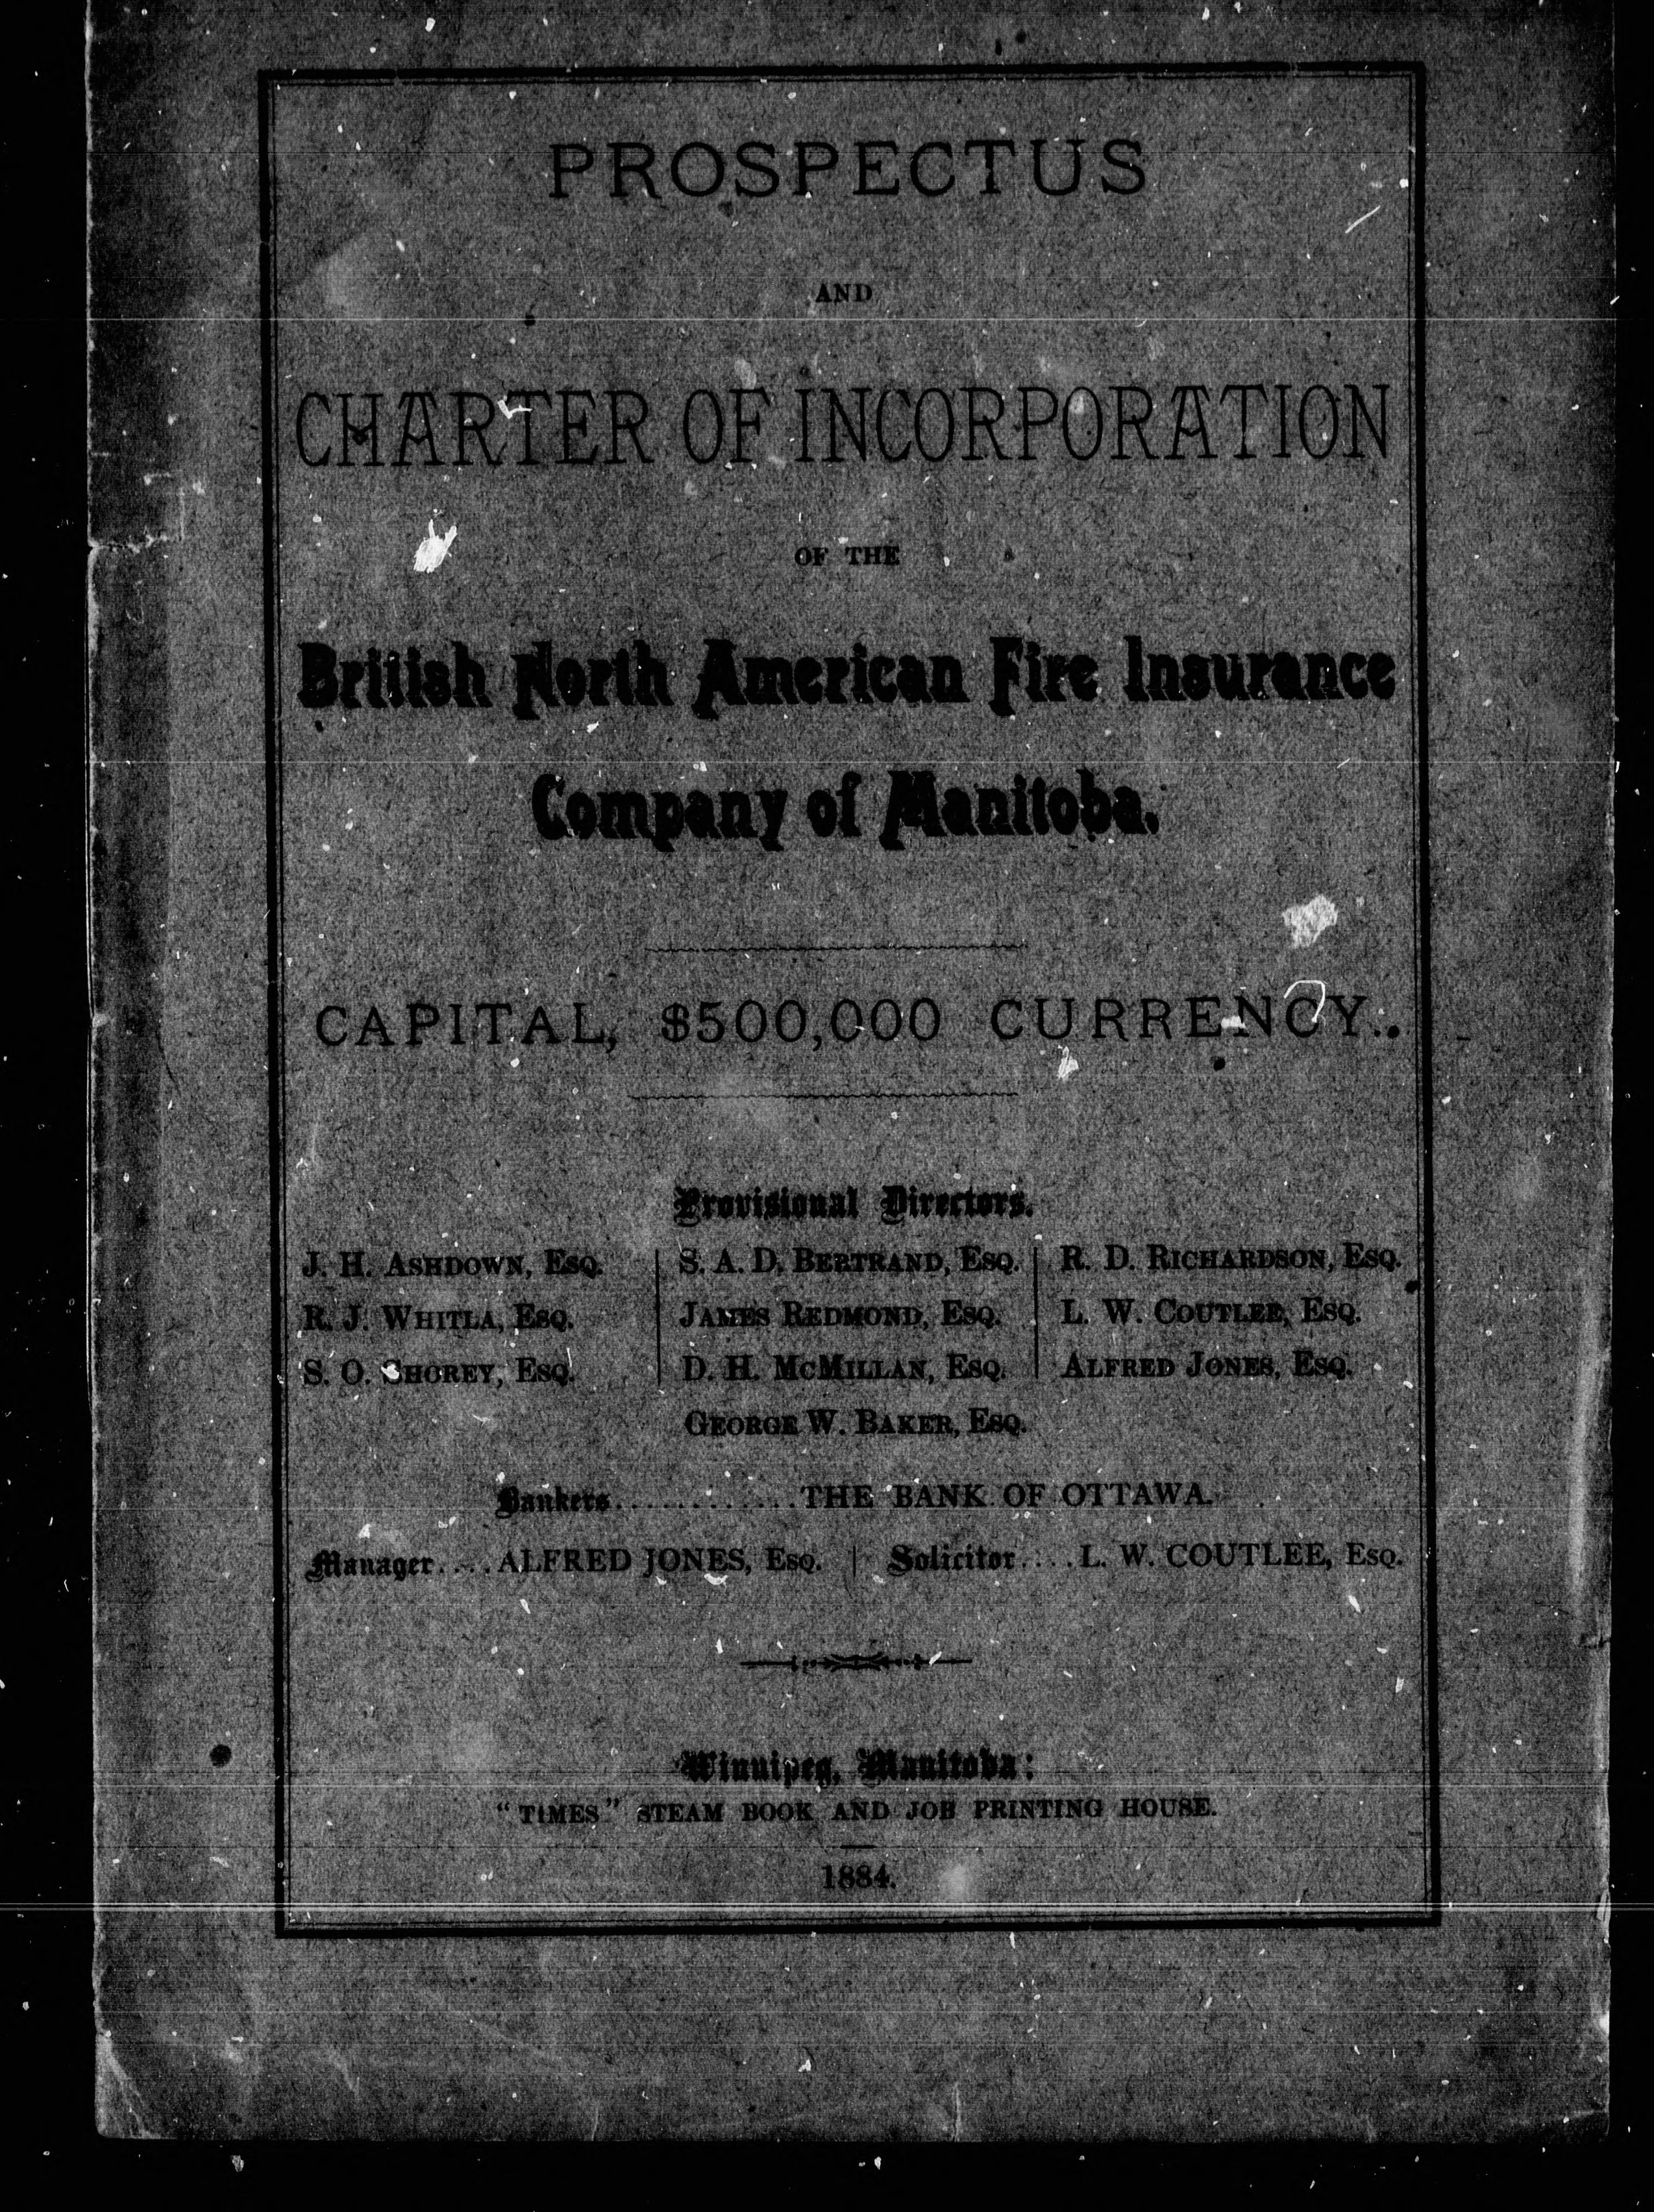 PROSPECTUS
AND
CHARTER OF INCORPORATION
OF THE
British North American Fire Insurance
Company of Manitoba.
CAPITAL, $500,000 CURRENCY.
Provisional Directors.
J. H. ASHDOWN, ESQ. S. A. D. BERTRAND, ESQ. R. D. RICHARDSON, ESQ.
R. J. WHITLA, ESQ. JAMES REDMOND, ESQ. L. W. COUTLEE, ESQ.
S. O. SHOREY, ESQ. D. H. MCMILLAN, ESQ. ALFRED JONES, ESQ.
GEORGE W. BAKER, ESQ.
Bankers.............THE BANK OF OTTAWA.
Manager....ALFRED JONES, ESQ. | Solicitor....L. W. COUTLEE, ESQ.
Winnipeg, Manitoba:
"TIMES" STEAM BOOK AND JOB PRINTING HOUSE.
1884.